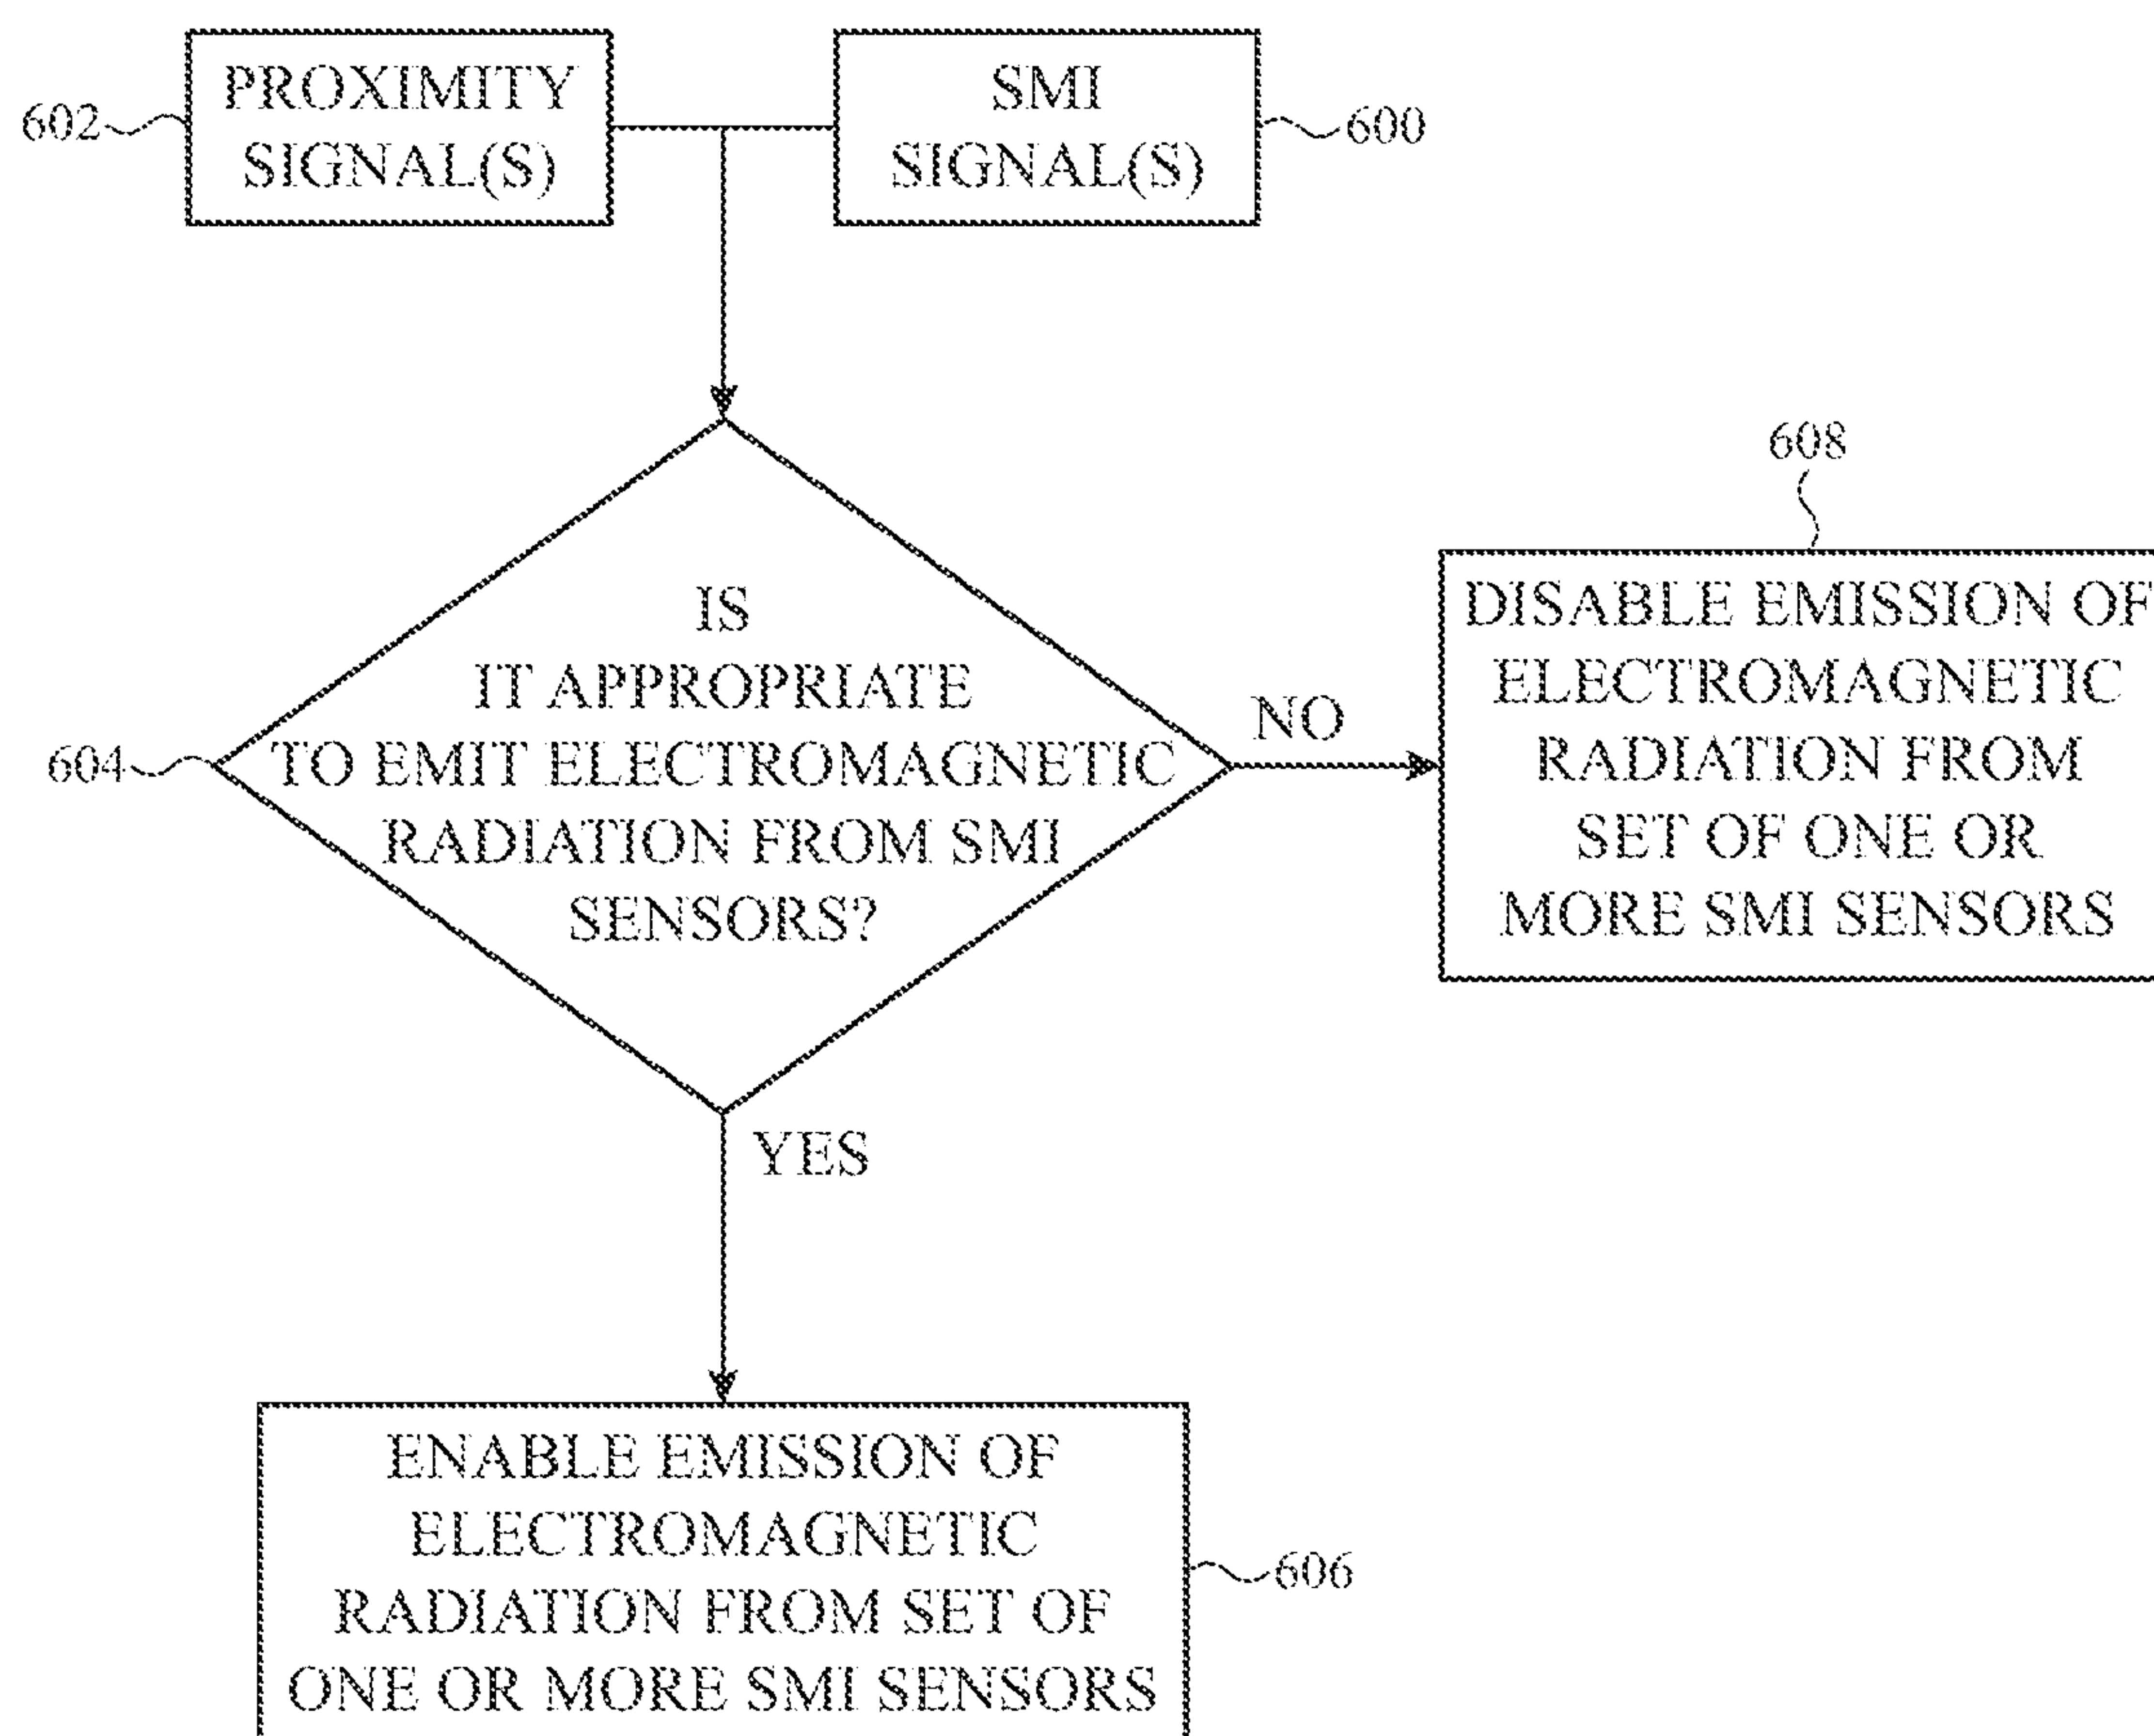 602
PROXIMITY
SIGNAL(S)
SMI
SIGNAL(S)
600
604
IS
IT APPROPRIATE
TO EMIT ELECTROMAGNETIC
RADIATION FROM SMI
SENSORS?
NO
608
DISABLE EMISSION OF
ELECTROMAGNETIC
RADIATION FROM
SET OF ONE OR
MORE SMI SENSORS
YES
ENABLE EMISSION OF
ELECTROMAGNETIC
RADIATION FROM SET OF
ONE OR MORE SMI SENSORS
606